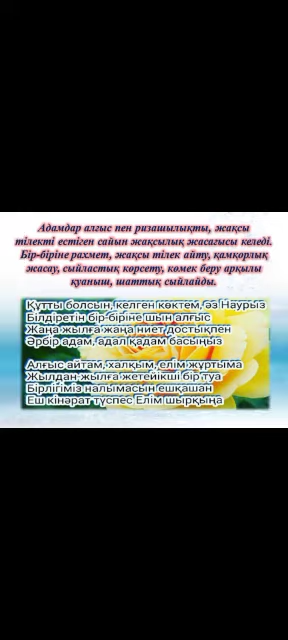 Адамдар алғыс пен ризашылықты, жақсы
тілекті естіген сайын жақсылық жасағысы келеді.
Бір-біріне рахмет, жақсы тілек айту, қамқорлық
жасау, сыйластық көрсету, көмек беру арқылы
қуаныш, шаттық сыйлайды.
Құтты болсын, келген көктем, әз Наурыз
Білдіретін бір-біріне шын алғыс
Жаңа жылға жаңа ниет достықпен
Әрбір адам, адал қадам басыңыз
Алғыс айтам, халқым, елім жұртыма
Жылдан-жылға жетейікші бір туа
Бірлігіміз налымасын ешқашан
Еш кінәрат түспес Елім шырқыңа